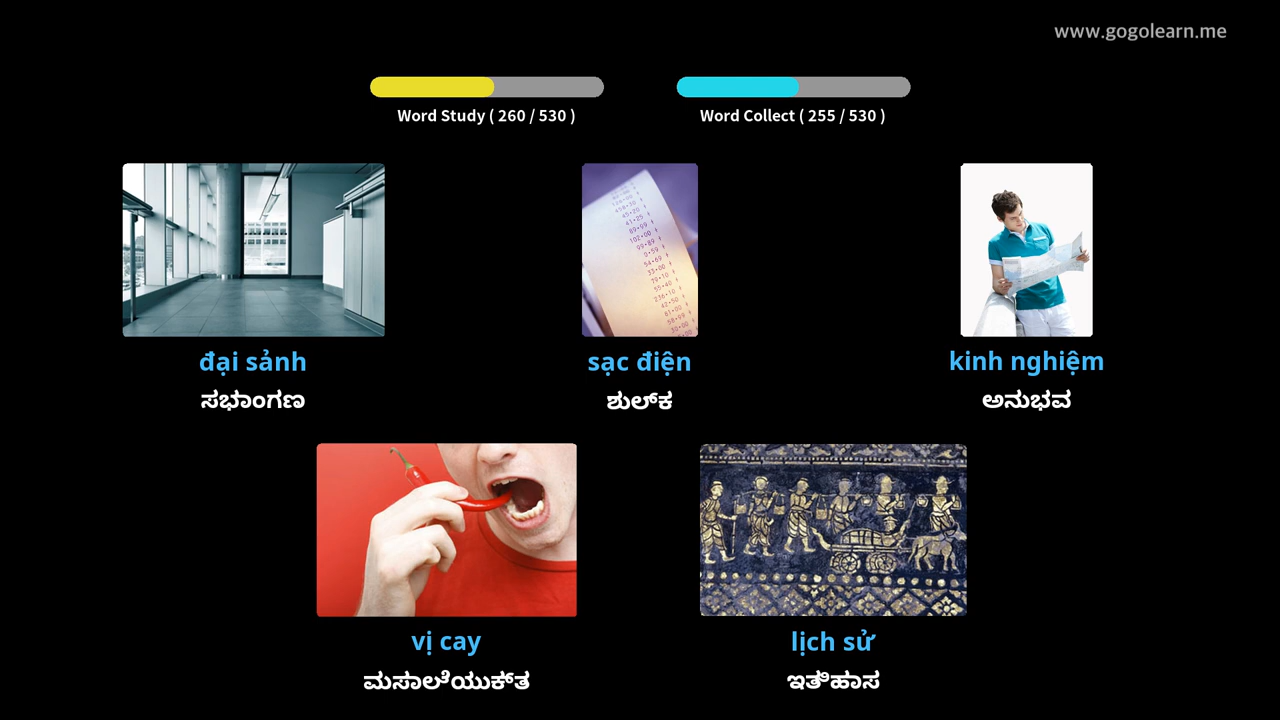 www.gogolearn.me
Word Study ( 260 / 530 )
Word Collect ( 255 / 530 )
đại sảnh
ಸಭಾಂಗಣ
sạc điện
ಶುಲ್ಕ
kinh nghiệm
ಅನುಭವ
vị cay
ಮಸಾಲೆಯುಕ್ತ
lịch sử
ಇತಿಹಾಸ